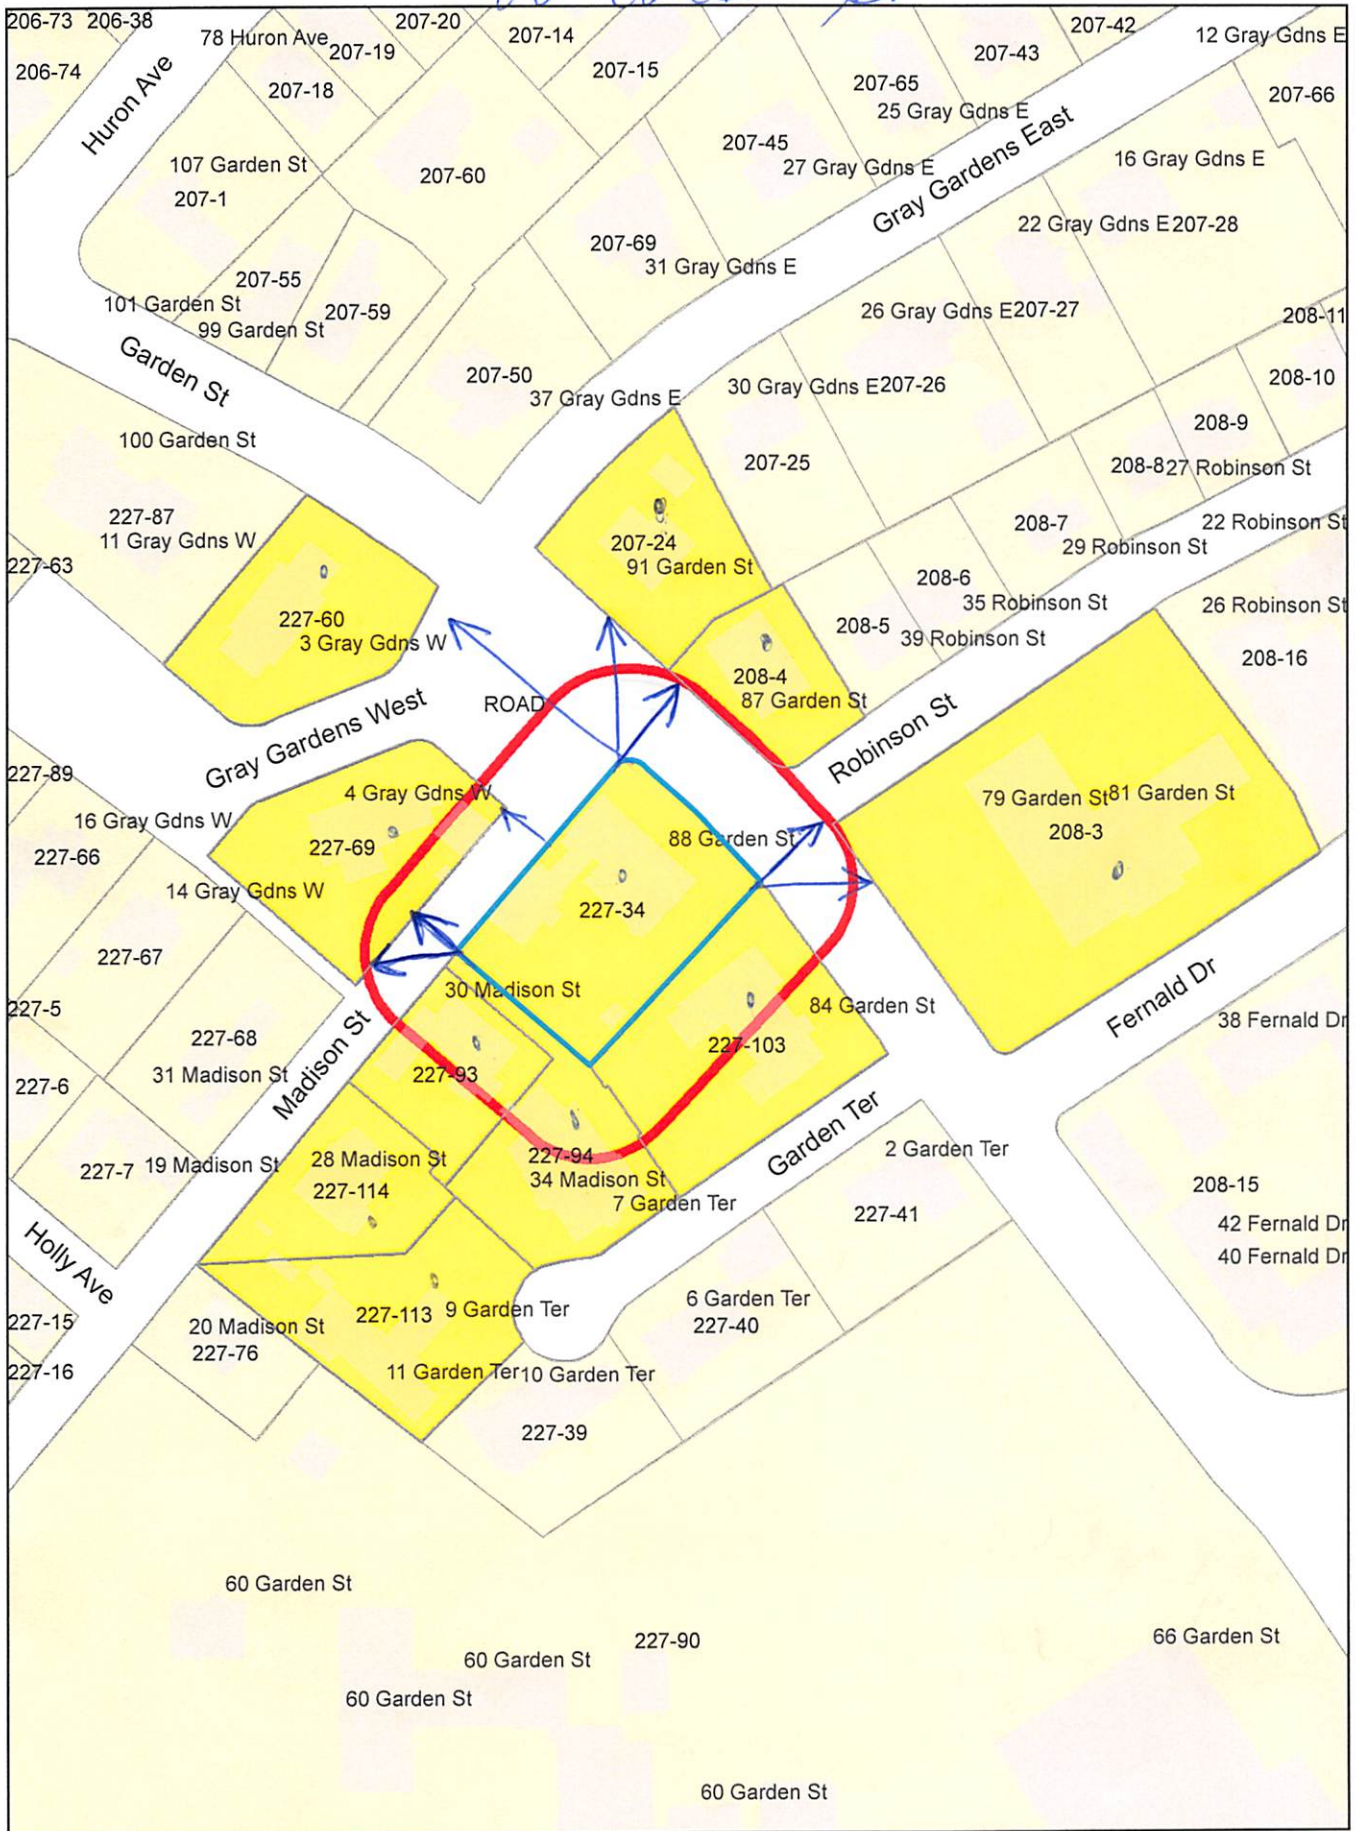 206-73 206-38
78 Huron Ave
207-20
207-19
207-14
207-42
12 Gray Gdns E
206-74
207-18
207-15
207-43
207-65
25 Gray Gdns E
207-66
Huron Ave
107 Garden St
207-1
207-60
207-45
27 Gray Gdns E
Gray Gardens East
16 Gray Gdns E
22 Gray Gdns E 207-28
207-69
31 Gray Gdns E
207-55
101 Garden St
99 Garden St
207-59
26 Gray Gdns E 207-27
208-11
Garden St
207-50
37 Gray Gdns E
30 Gray Gdns E 207-26
208-10
208-9
100 Garden St
207-25
208-8 27 Robinson St
227-87
11 Gray Gdns W
207-24
91 Garden St
208-7
29 Robinson St
22 Robinson St
227-63
208-6
35 Robinson St
26 Robinson St
227-60
3 Gray Gdns W
208-5
39 Robinson St
208-16
208-4
87 Garden St
ROAD
Gray Gardens West
Robinson St
227-89
4 Gray Gdns W
79 Garden St 81 Garden St
208-3
16 Gray Gdns W
227-66
227-69
88 Garden St
14 Gray Gdns W
227-34
227-67
30 Madison St
84 Garden St
Fernald Dr
227-5
227-68
31 Madison St
Madison St
227-93
227-103
38 Fernald Dr
227-6
227-7
19 Madison St
28 Madison St
227-114
227-94
34 Madison St
7 Garden Ter
Garden Ter
2 Garden Ter
227-41
208-15
42 Fernald Dr
40 Fernald Dr
Holly Ave
227-15
227-16
20 Madison St
227-76
227-113
9 Garden Ter
6 Garden Ter
227-40
11 Garden Ter 10 Garden Ter
227-39
60 Garden St
227-90
66 Garden St
60 Garden St
60 Garden St
60 Garden St